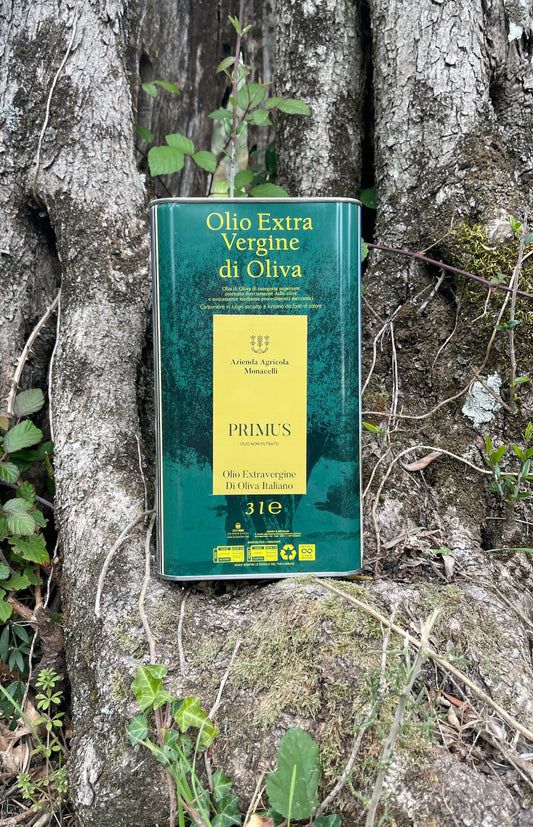 Olio Extra
Vergine
di Oliva
Olio di Oliva di categoria superiore
ottenuto direttamente dalle olive
e unicamente mediante procedimenti meccanici.
Conservare in luogo asciutto e lontano da fonti di calore
Azienda Agricola
Monacelli
PRIMUS
OLIO NON FILTRATO
Olio Extravergine
Di Oliva Italiano
3 l e